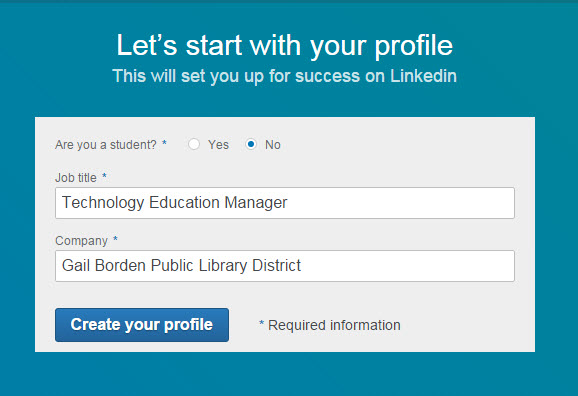 Let's start with your profile
This will set you up for success on Linkedin
Are you a student? * Yes No
Job title *
Technology Education Manager
Company *
Gail Borden Public Library District
Create your profile * Required information